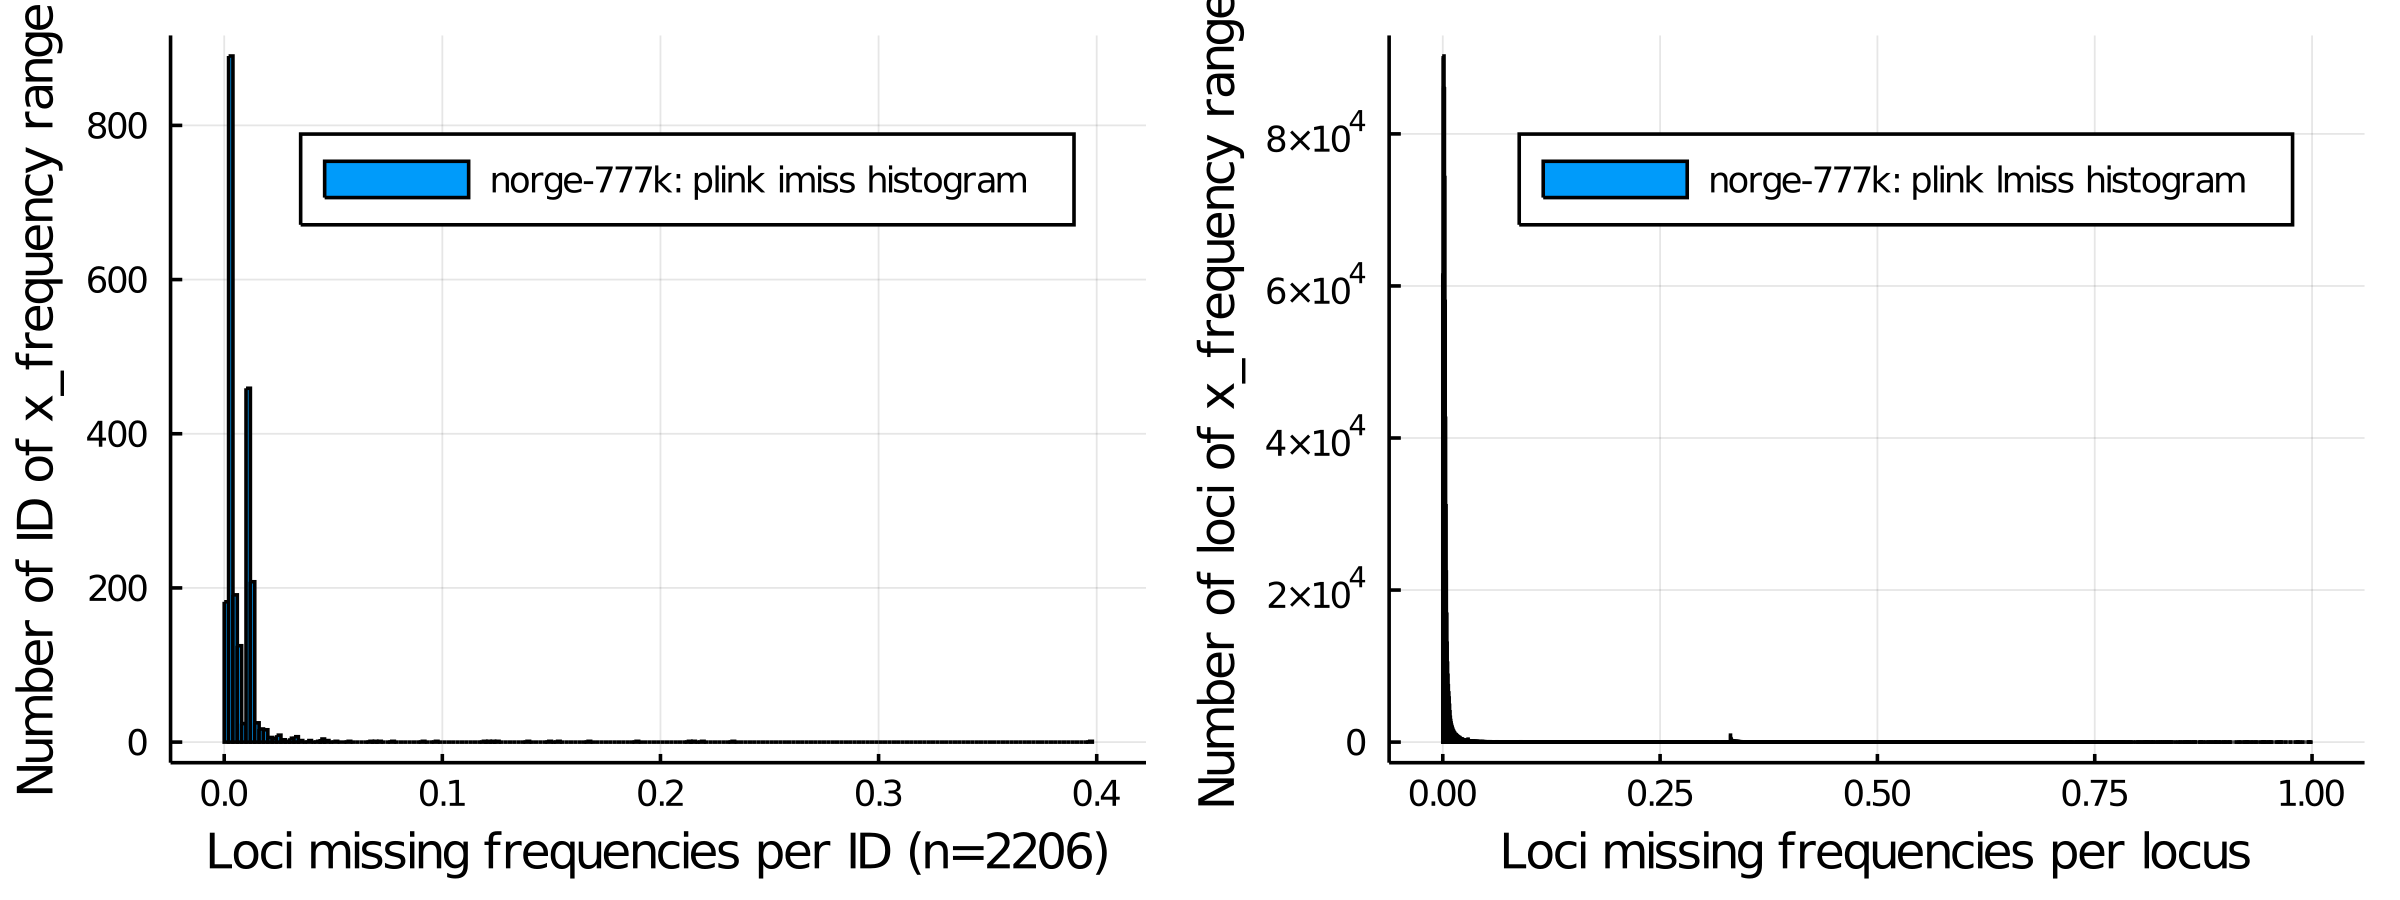 Number of ID of x_frequency range
800
600
400
200
0
norge-777k: plink imiss histogram
0.0 0.1 0.2 0.3 0.4
Loci missing frequencies per ID (n=2206)
Number of loci of x_frequency range
8×10⁴
6×10⁴
4×10⁴
2×10⁴
0
norge-777k: plink lmiss histogram
0.00 0.25 0.50 0.75 1.00
Loci missing frequencies per locus